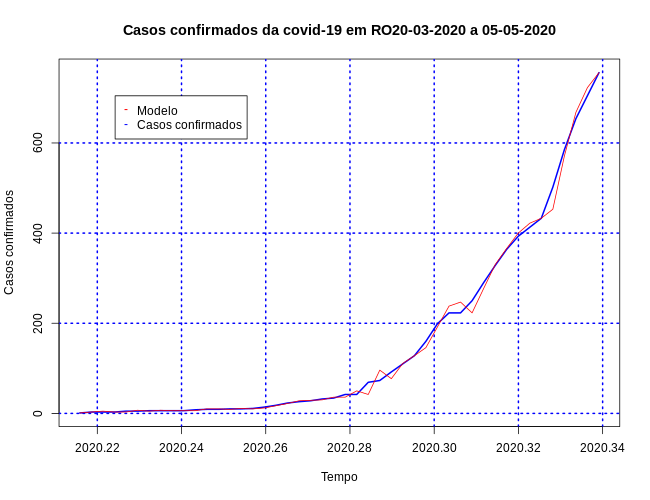 Casos confirmados da covid-19 em RO20-03-2020 a 05-05-2020
Modelo
Casos confirmados
Casos confirmados
600
400
200
0
2020.22 2020.24 2020.26 2020.28 2020.30 2020.32 2020.34
Tempo